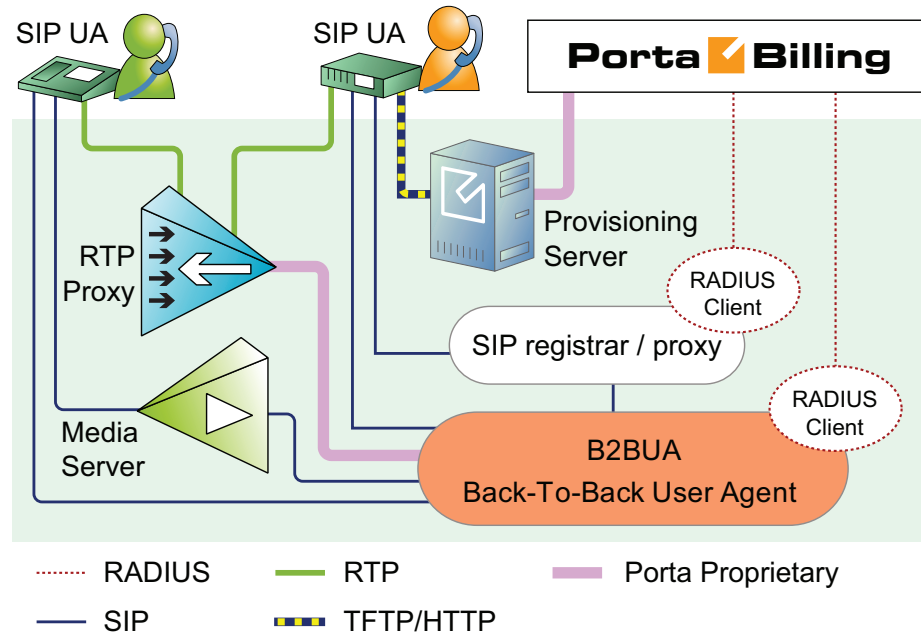 SIP UA
SIP UA
Porta Billing
Provisioning
Server
RTP
Proxy
RADIUS
Client
SIP registrar / proxy
RADIUS
Client
Media
Server
B2BUA
Back-To-Back User Agent
RADIUS
RTP
Porta Proprietary
SIP
TFTP/HTTP